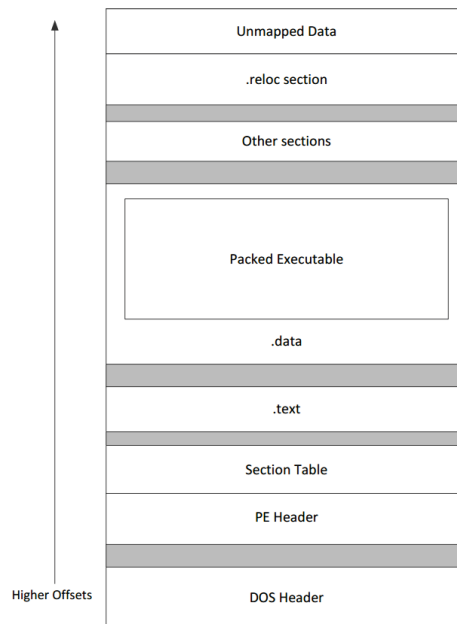 Unmapped Data
.reloc section
Other sections
Packed Executable
.data
.text
Section Table
PE Header
Higher Offsets
DOS Header